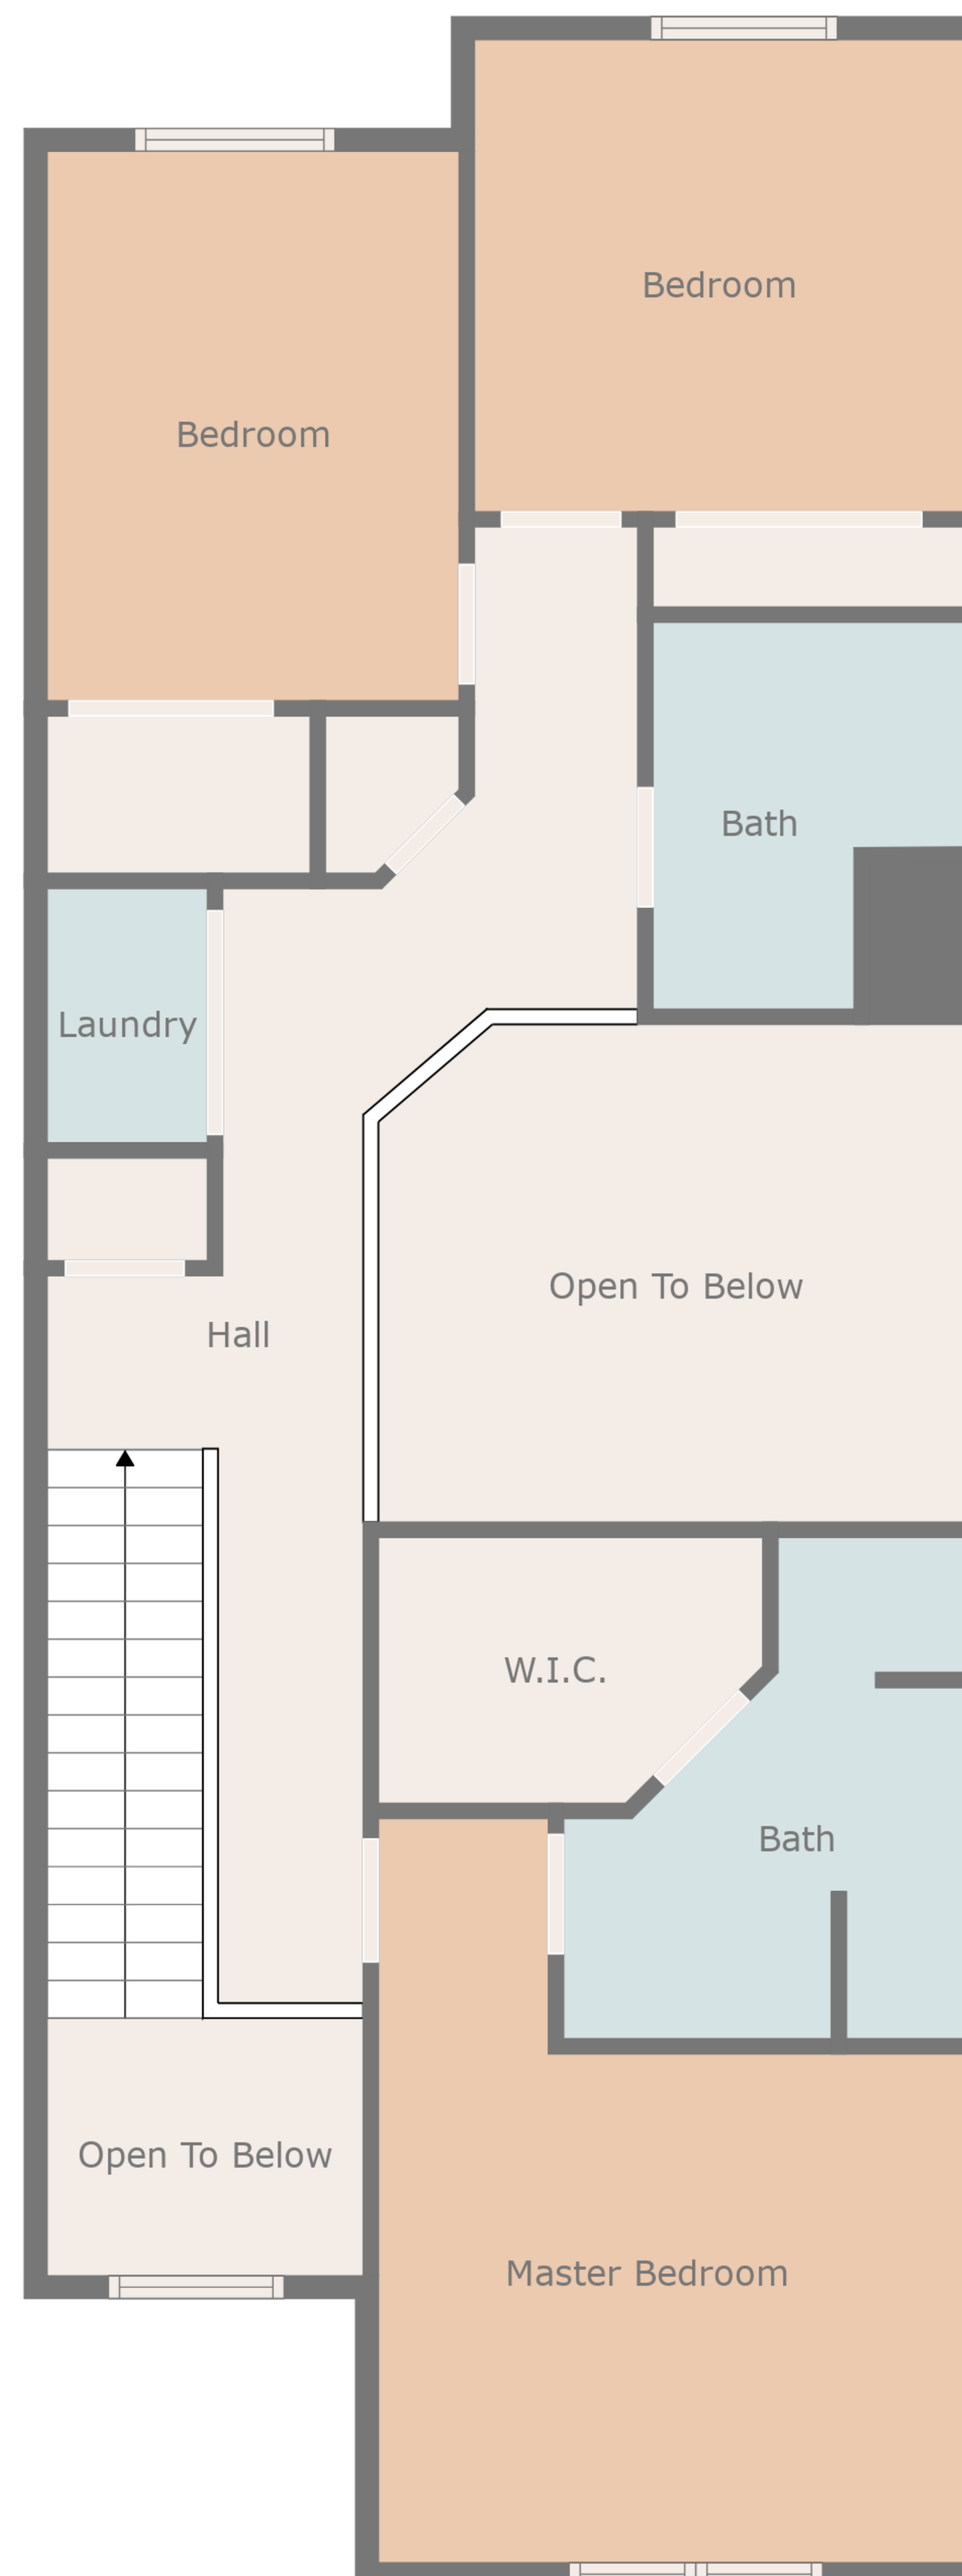 Bedroom
Bedroom
Bath
Laundry
Open To Below
Hall
W.I.C.
Bath
Open To Below
Master Bedroom